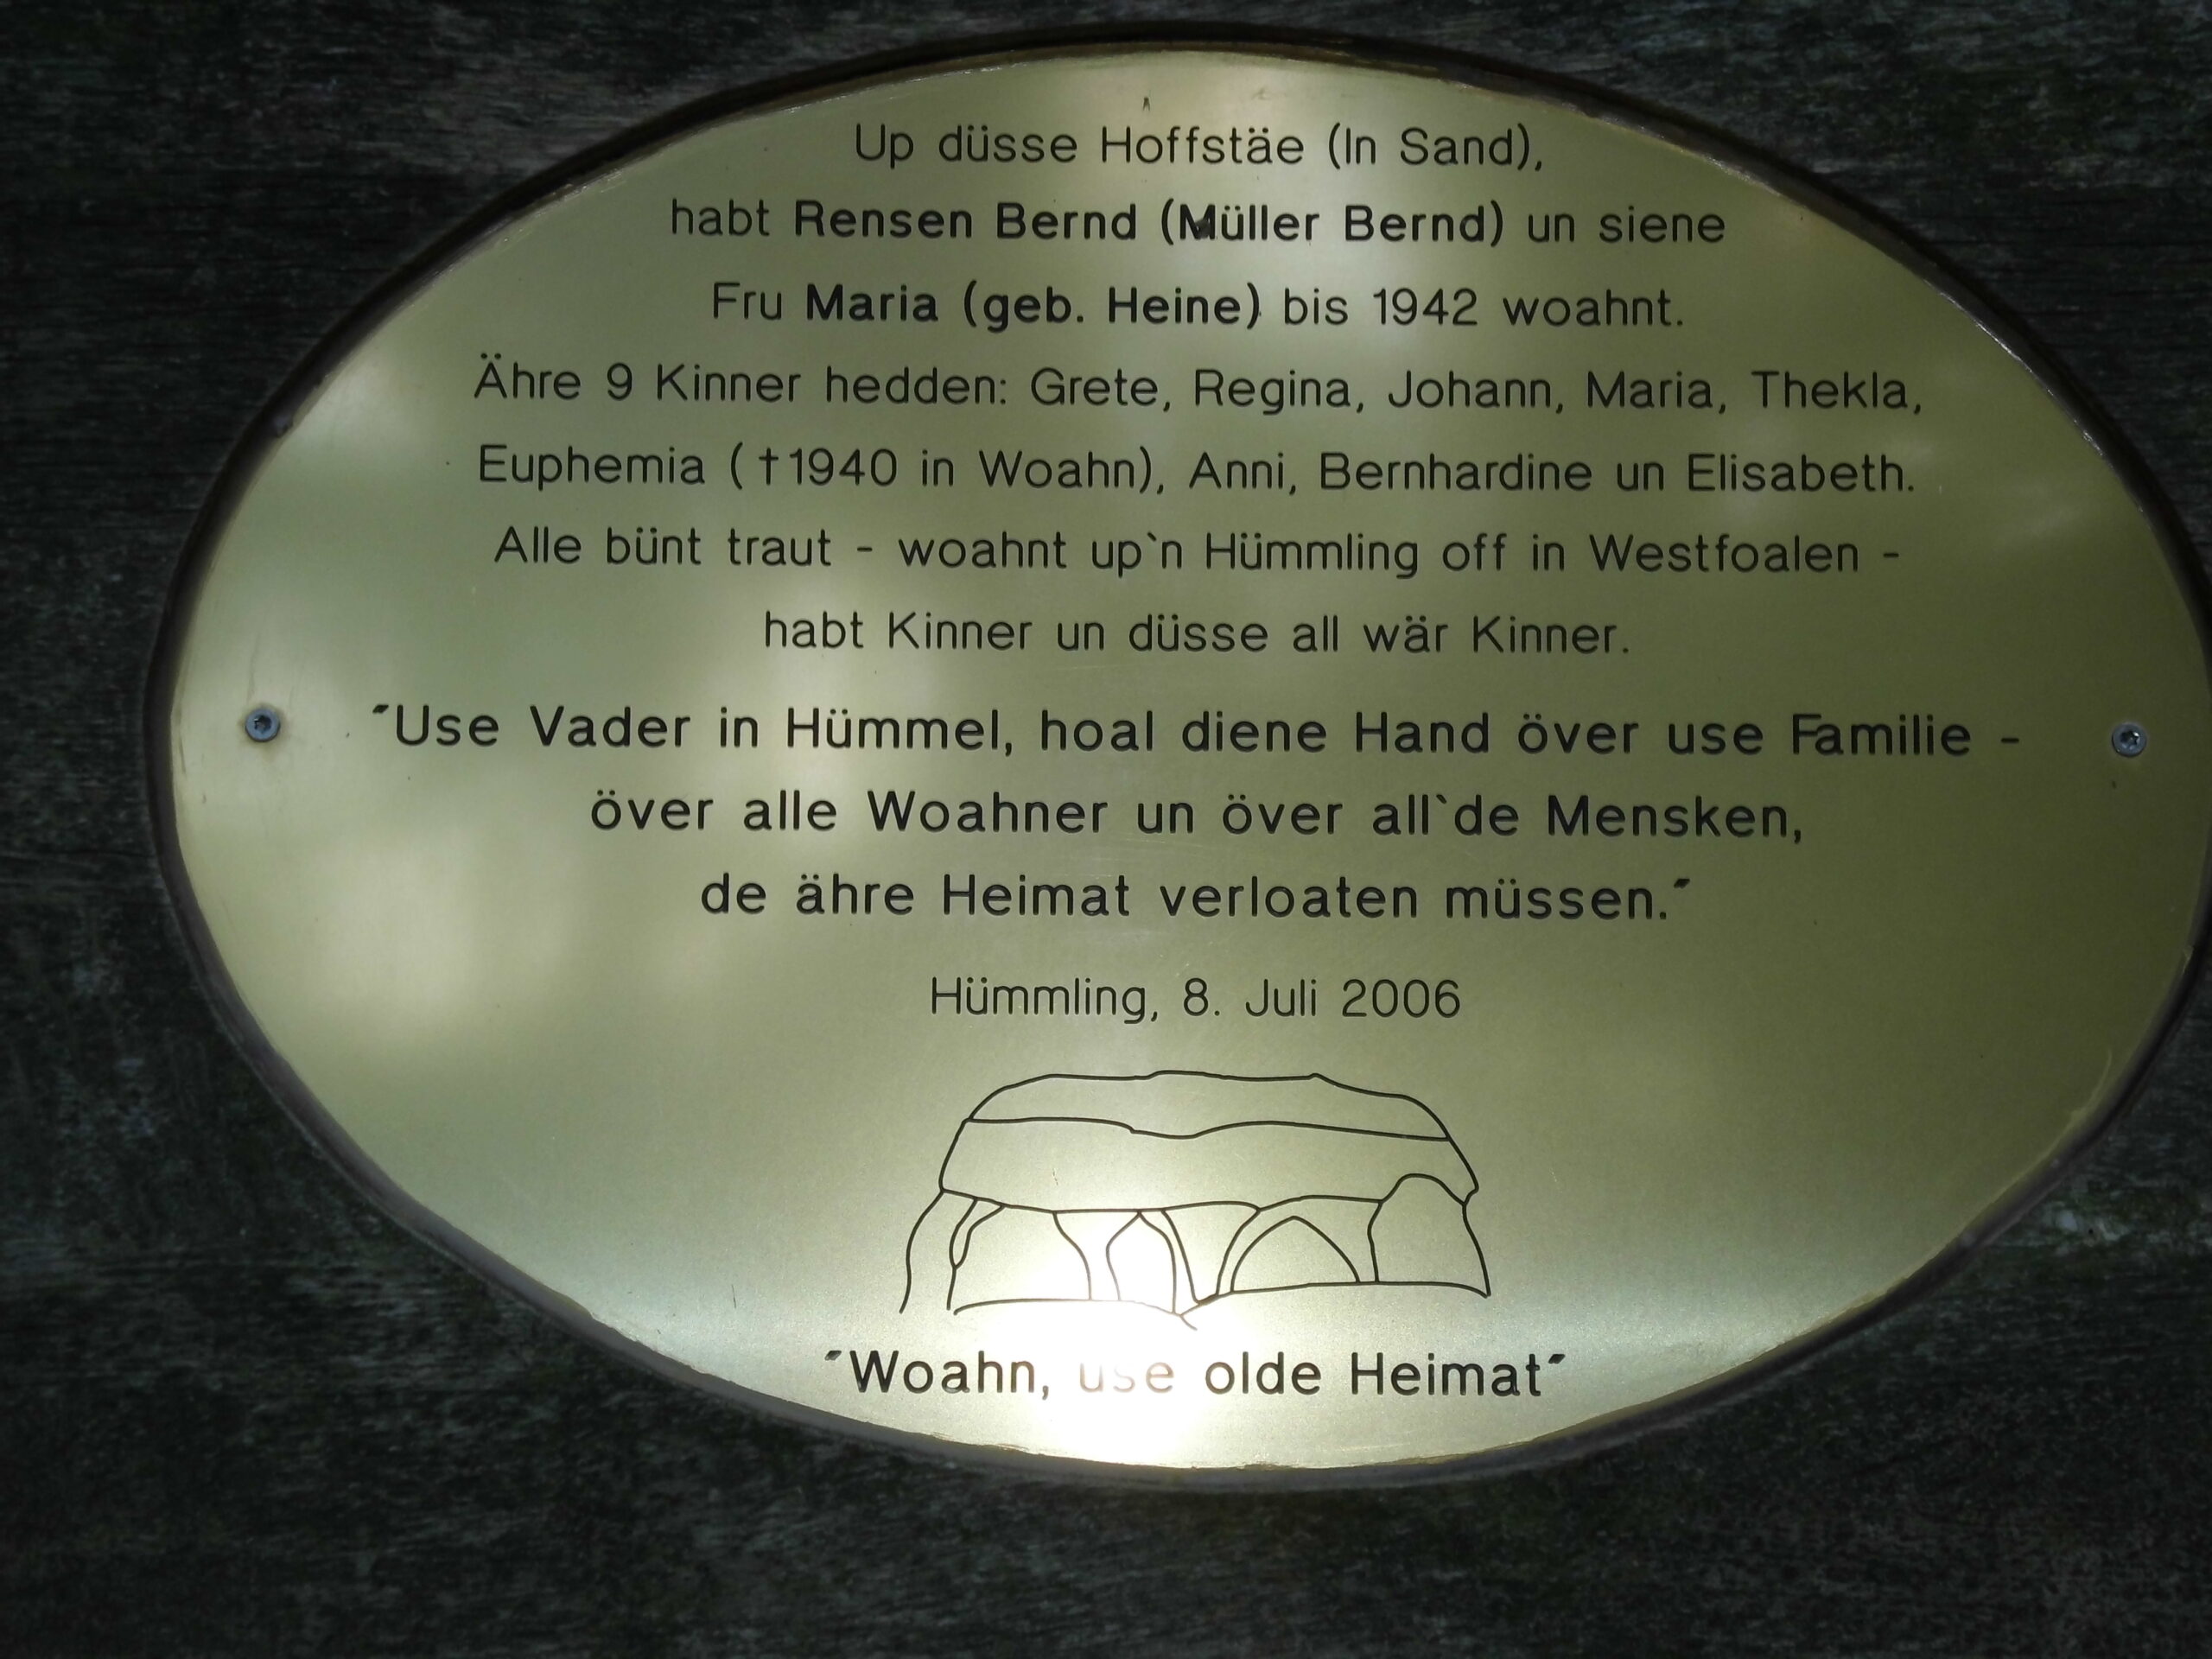 Up düsse Hoffstäe (In Sand),
habt Rensen Bernd (Müller Bernd) un siene
Fru Maria (geb. Heine) bis 1942 woahnt.
Ähre 9 Kinner hedden: Grete, Regina, Johann, Maria, Thekla,
Euphemia (†1940 in Woahn), Anni, Bernhardine un Elisabeth.
Alle bünt traut - woahnt up`n Hümmling off in Westfoalen -
habt Kinner un düsse all wär Kinner.
"Use Vader in Hümmel, hoal diene Hand över use Familie -
över alle Woahner un över all`de Mensken,
de ähre Heimat verloaten müssen."
Hümmling, 8. Juli 2006
"Woahn, use olde Heimat"